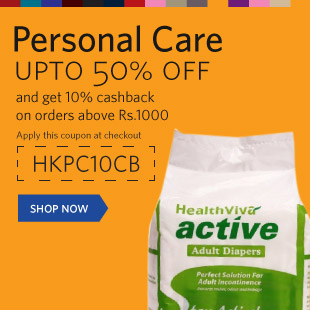 Personal Care
UPTO 50% OFF
and get 10% cashback
on orders above Rs.1000
Apply this coupon at checkout
HKPC10CB
SHOP NOW
HealthViva
active
Adult Diapers
Perfect Solution For
Adult Incontinence